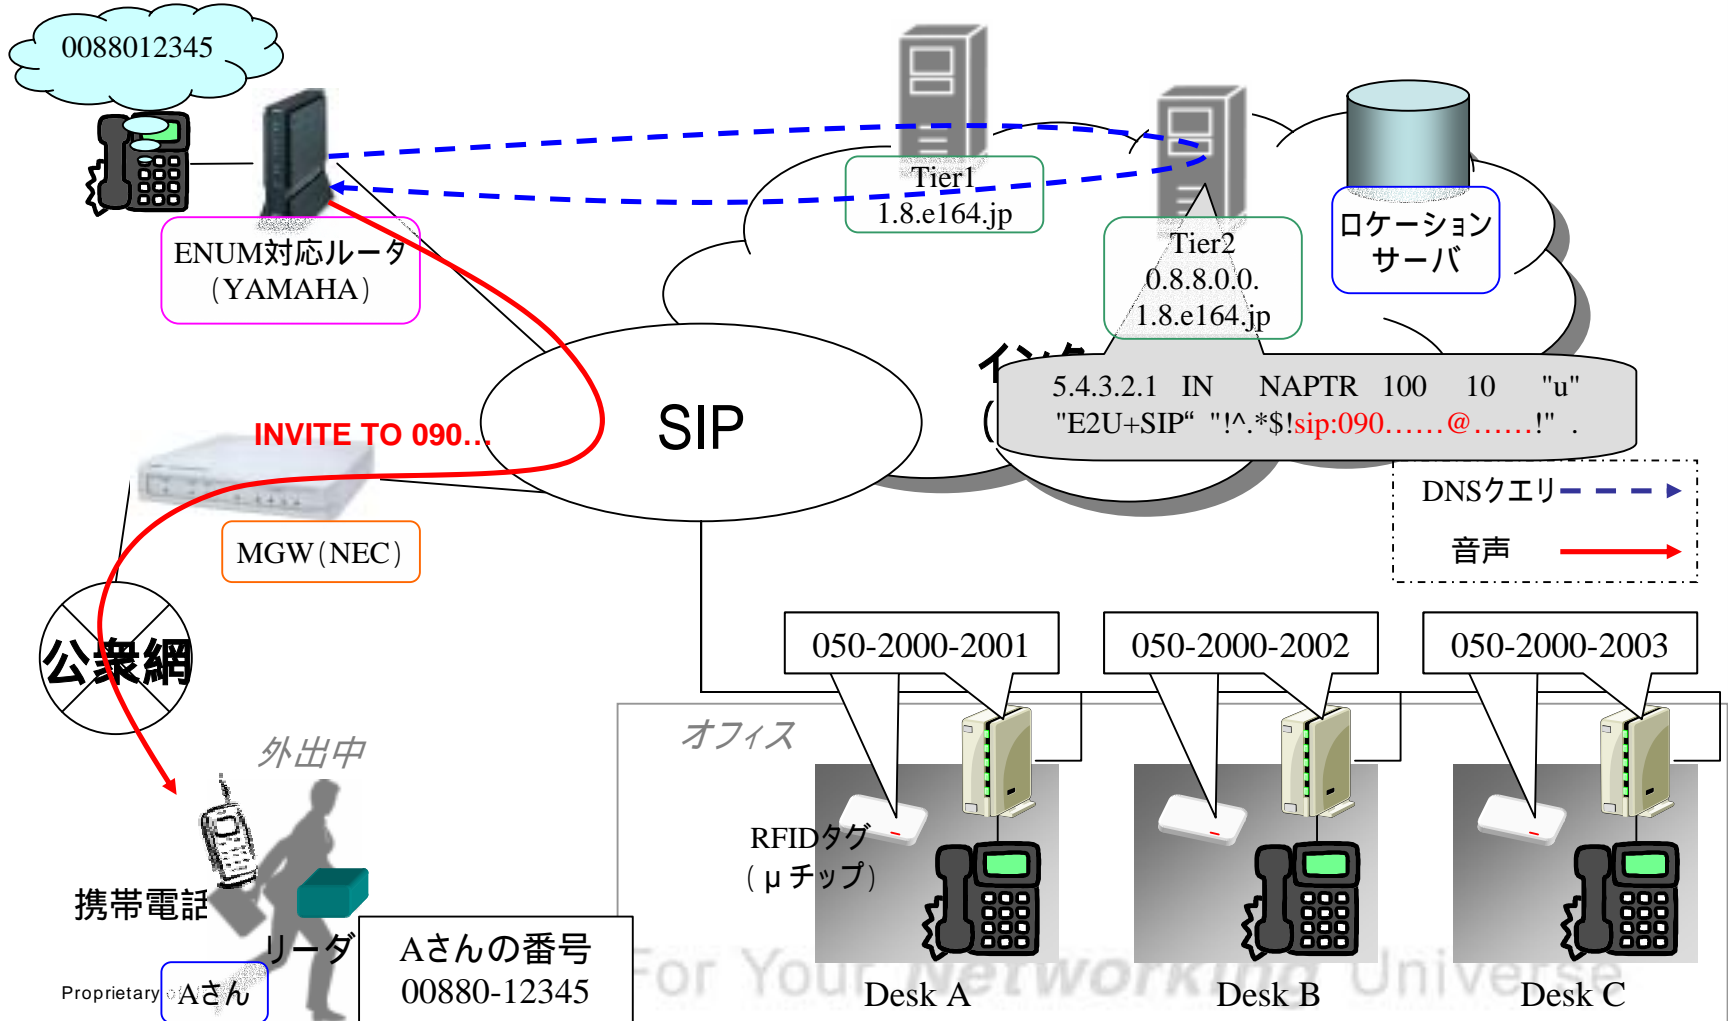 0088012345
Tier1
1.8.e164.jp
Tier2
0.8.8.0.0.
1.8.e164.jp
ロケーション
サーバ
ENUM対応ルータ
(YAMAHA)
SIP
5.4.3.2.1 IN NAPTR 100 10 "u"
"E2U+SIP“ "!^.*$!sip:090……@……!" .
INVITE TO 090…
DNSクエリ
音声
MGW(NEC)
公衆網
050-2000-2001
050-2000-2002
050-2000-2003
外出中
オフィス
RFIDタグ
(μチップ)
携帯電話
リーダ
Aさんの番号
00880-12345
Proprietary
Aさん
For Your Networking Universe
Desk A
Desk B
Desk C